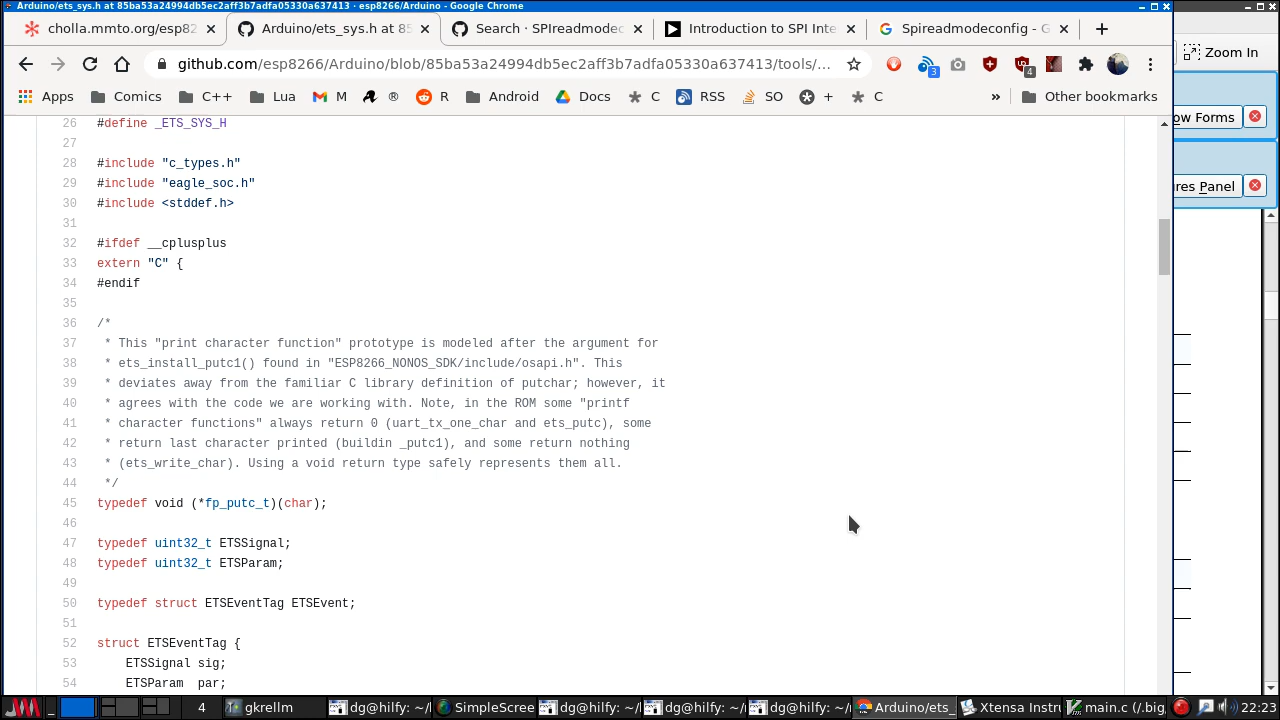 Arduino/ets_sys.h at 85ba53a24994db5ec2aff3b7adfa05330a637413 · esp8266/Arduino - Google Chrome
cholla.mmto.org/esp82
Arduino/ets_sys.h at 85
Search · SPIreadmodec
Introduction to SPI Inte
Spireadmodeconfig - G
Zoom In
github.com/esp8266/Arduino/blob/85ba53a24994db5ec2aff3b7adfa05330a637413/tools/...
3
4
Apps
Comics
C++
Lua
M
®
R
Android
Docs
C
RSS
SO
+
C
»
Other bookmarks
ow Forms
res Panel
26 #define _ETS_SYS_H
27
28 #include "c_types.h"
29 #include "eagle_soc.h"
30 #include <stddef.h>
31
32 #ifdef __cplusplus
33 extern "C" {
34 #endif
35
36 /*
37 * This "print character function" prototype is modeled after the argument for
38 * ets_install_putc1() found in "ESP8266_NONOS_SDK/include/osapi.h". This
39 * deviates away from the familiar C library definition of putchar; however, it
40 * agrees with the code we are working with. Note, in the ROM some "printf
41 * character functions" always return 0 (uart_tx_one_char and ets_putc), some
42 * return last character printed (buildin _putc1), and some return nothing
43 * (ets_write_char). Using a void return type safely represents them all.
44 */
45 typedef void (*fp_putc_t)(char);
46
47 typedef uint32_t ETSSignal;
48 typedef uint32_t ETSParam;
49
50 typedef struct ETSEventTag ETSEvent;
51
52 struct ETSEventTag {
53 ETSSignal sig;
54 ETSParam par;
4
gkrellm
dg@hilfy: ~/
SimpleScree
dg@hilfy: ~/
dg@hilfy: ~/
dg@hilfy: ~/
Arduino/ets_
Xtensa Instru
main.c (/.big
22:23